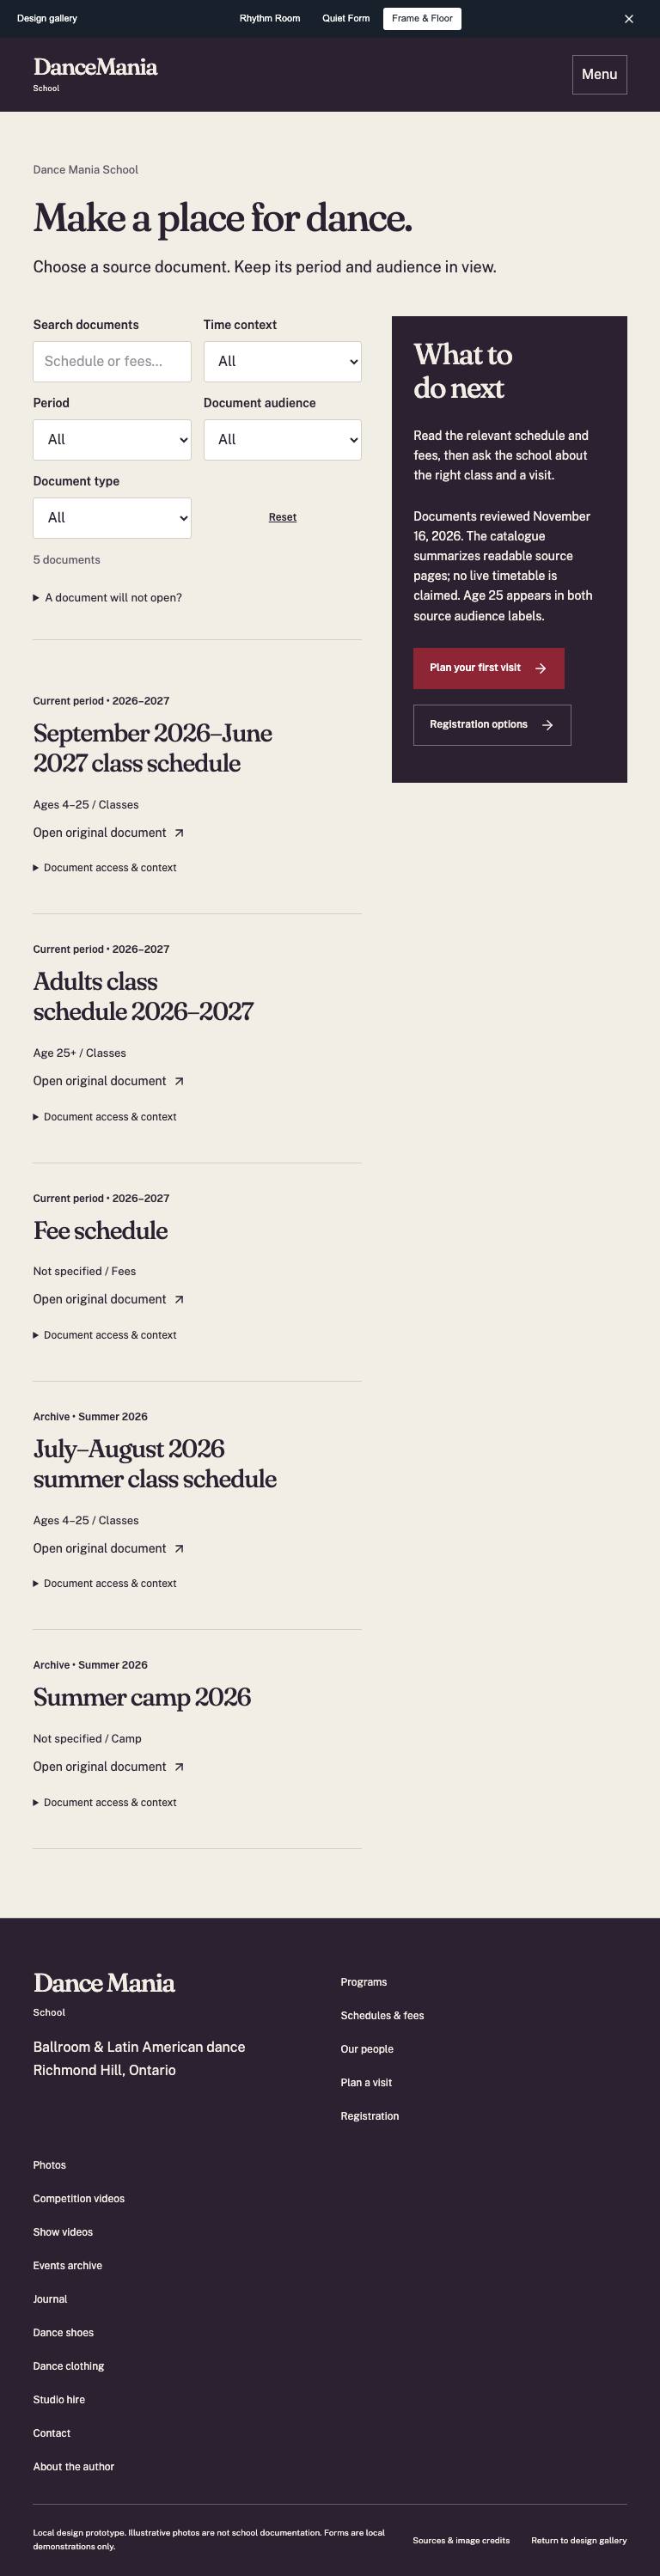 Design gallery
Rhythm Room
Quiet Form
Frame & Floor
DanceMania
School
Menu
Dance Mania School
Make a place for dance.
Choose a source document. Keep its period and audience in view.
Search documents
Time context
Schedule or fees...
All
Period
Document audience
All
All
Document type
All
Reset
5 documents
A document will not open?
What to
do next
Read the relevant schedule and
fees, then ask the school about
the right class and a visit.
Documents reviewed November
16, 2026. The catalogue
summarizes readable source
pages; no live timetable is
claimed. Age 25 appears in both
source audience labels.
Plan your first visit
Registration options
Current period • 2026–2027
September 2026–June
2027 class schedule
Ages 4–25 / Classes
Open original document
Document access & context
Current period • 2026–2027
Adults class
schedule 2026–2027
Age 25+ / Classes
Open original document
Document access & context
Current period • 2026–2027
Fee schedule
Not specified / Fees
Open original document
Document access & context
Archive • Summer 2026
July–August 2026
summer class schedule
Ages 4–25 / Classes
Open original document
Document access & context
Archive • Summer 2026
Summer camp 2026
Not specified / Camp
Open original document
Document access & context
Dance Mania
School
Ballroom & Latin American dance
Richmond Hill, Ontario
Programs
Schedules & fees
Our people
Plan a visit
Registration
Photos
Competition videos
Show videos
Events archive
Journal
Dance shoes
Dance clothing
Studio hire
Contact
About the author
Local design prototype. Illustrative photos are not school documentation. Forms are local
demonstrations only.
Sources & image credits
Return to design gallery